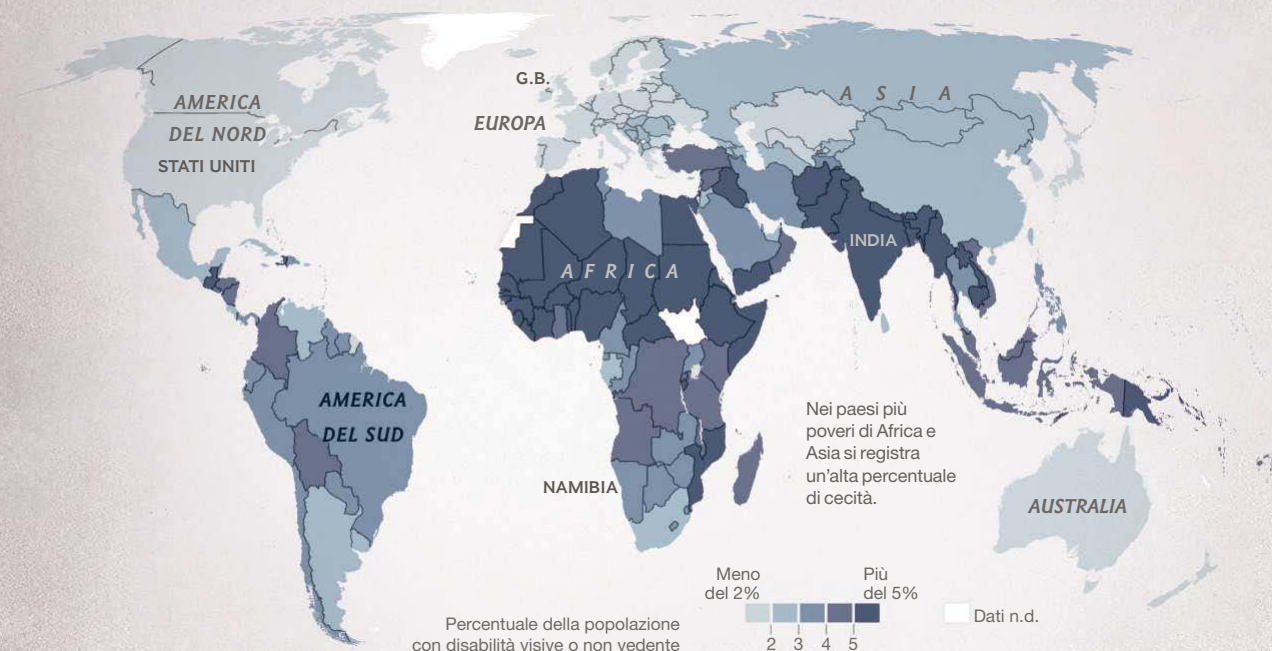 G.B.
ASIA
AMERICA
DEL NORD
EUROPA
STATI UNITI
INDIA
AFRICA
AMERICA
DEL SUD
Nei paesi più
poveri di Africa e
Asia si registra
un'alta percentuale
di cecità.
NAMIBIA
AUSTRALIA
Meno
del 2%
Più
del 5%
Dati n.d.
Percentuale della popolazione
con disabilità visive o non vedente
2 3 4 5